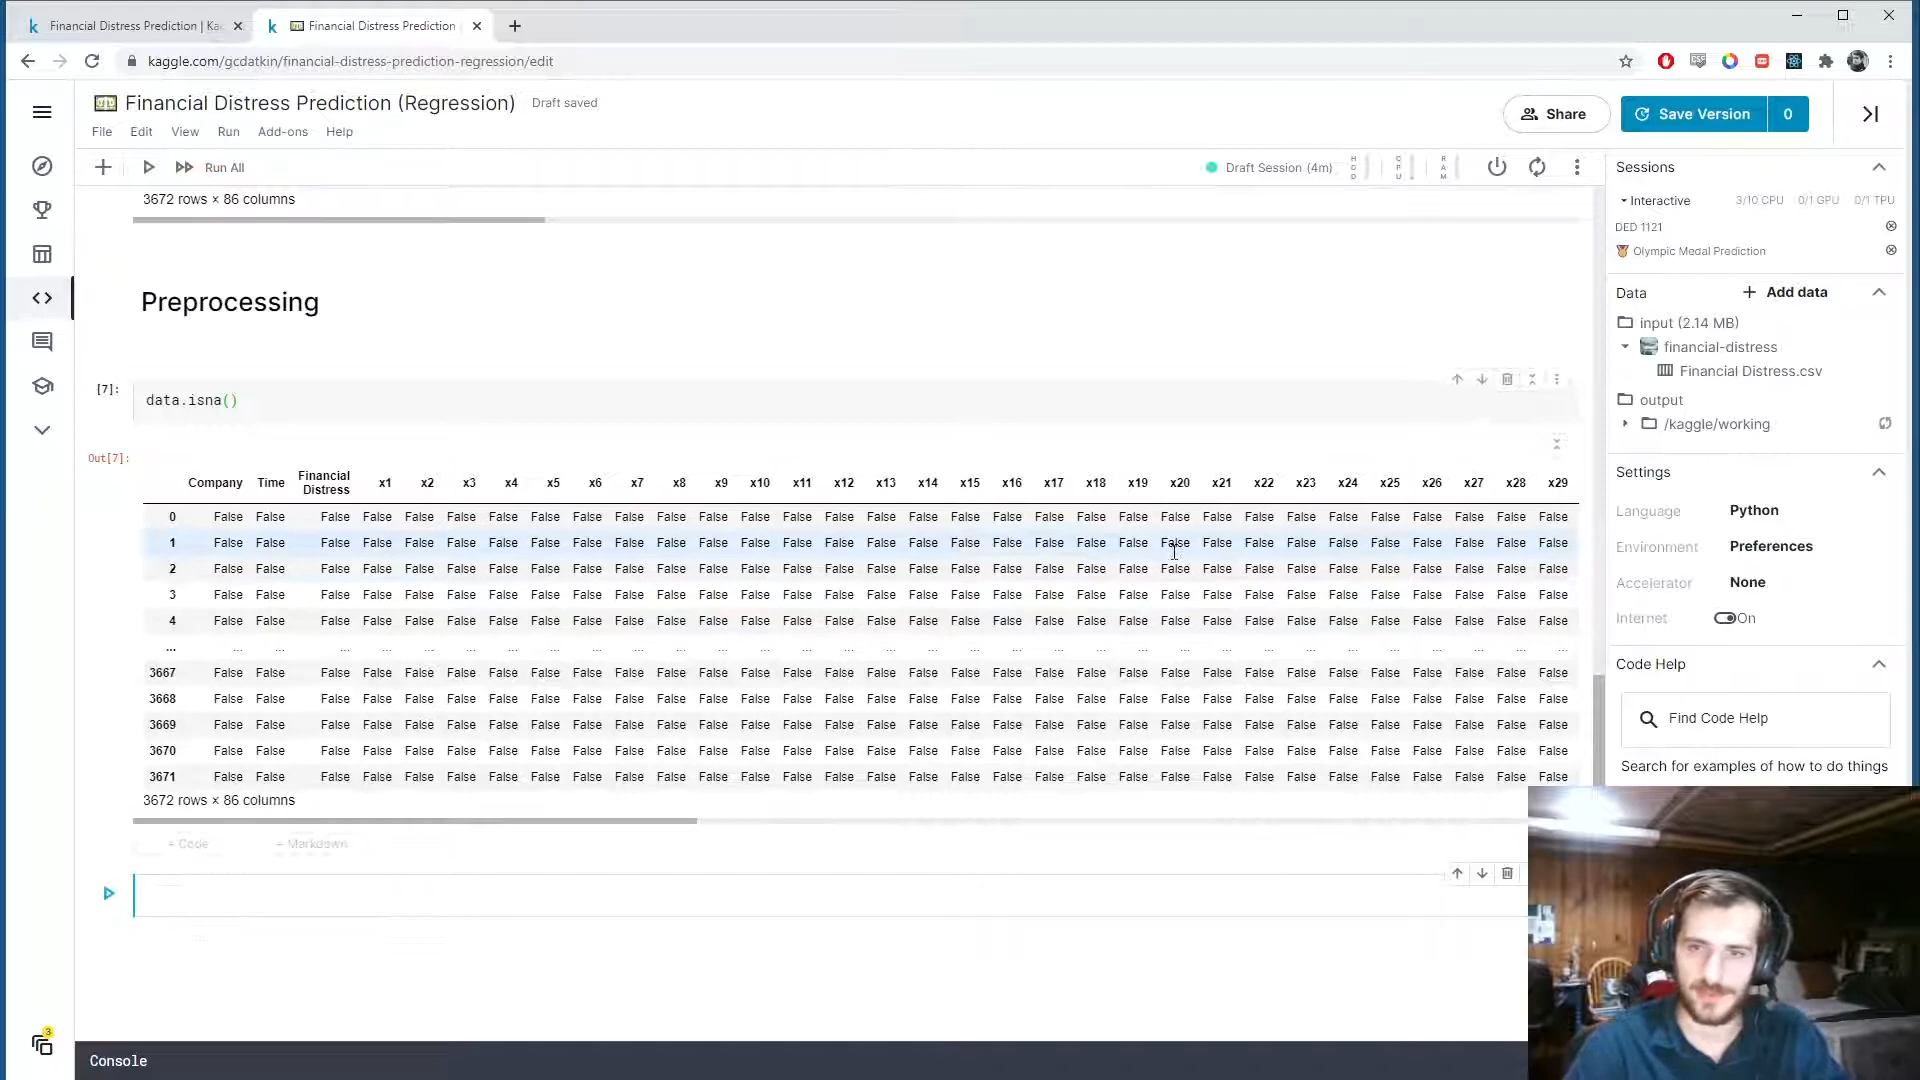 Financial Distress Prediction | Kac
Financial Distress Prediction
kaggle.com/gcdatkin/financial-distress-prediction-regression/edit
Financial Distress Prediction (Regression)
Draft saved
File Edit View Run Add-ons Help
Share
Save Version 0
Run All
Draft Session (4m)
HDD
CPU
RAM
3672 rows × 86 columns
Preprocessing
[7]:
data.isna()
Out[7]:
Company Time Financial Distress x1 x2 x3 x4 x5 x6 x7 x8 x9 x10 x11 x12 x13 x14 x15 x16 x17 x18 x19 x20 x21 x22 x23 x24 x25 x26 x27 x28 x29
0 False False False False False False False False False False False False False False False False False False False False False False False False False False False False False False False False
1 False False False False False False False False False False False False False False False False False False False False False False False False False False False False False False False False
2 False False False False False False False False False False False False False False False False False False False False False False False False False False False False False False False False
3 False False False False False False False False False False False False False False False False False False False False False False False False False False False False False False False False
4 False False False False False False False False False False False False False False False False False False False False False False False False False False False False False False False False
... ... ... ... ... ... ... ... ... ... ... ... ... ... ... ... ... ... ... ... ... ... ... ... ... ... ... ... ... ... ... ... ...
3667 False False False False False False False False False False False False False False False False False False False False False False False False False False False False False False False False
3668 False False False False False False False False False False False False False False False False False False False False False False False False False False False False False False False False
3669 False False False False False False False False False False False False False False False False False False False False False False False False False False False False False False False False
3670 False False False False False False False False False False False False False False False False False False False False False False False False False False False False False False False False False
671  False False False False False False False False False False False False False False False False False False False False False False False False False False False False False False False False False False False False False
3672 rows × 86 columns
+ Code + Markdown
Console
3
Sessions
Interactive 3/10 CPU 0/1 GPU 0/1 TPU
DED 1121
Olympic Medal Prediction
Data + Add data
input (2.14 MB)
financial-distress
Financial Distress.csv
output
/kaggle/working
Settings
Language Python
Environment Preferences
Accelerator None
Internet On
Code Help
Find Code Help
Search for examples of how to do things